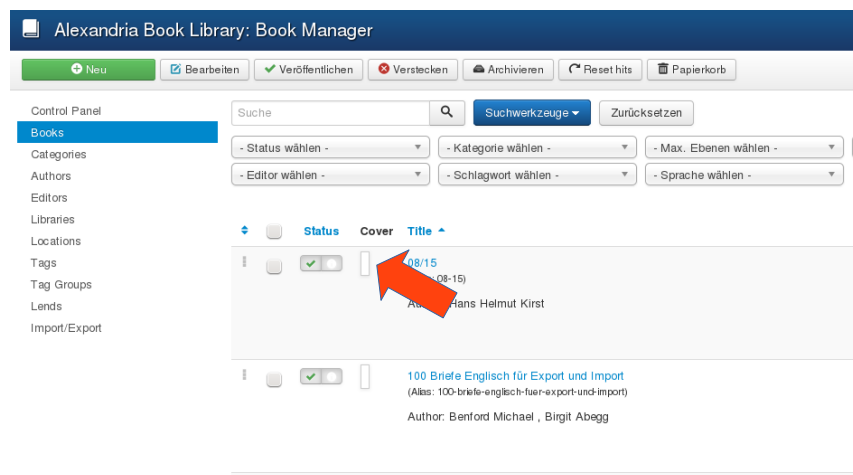 Alexandria Book Library: Book Manager
Neu Bearbeiten Veröffentlichen Verstecken Archivieren Reset hits Papierkorb
Control Panel
Books
Categories
Authors
Editors
Libraries
Locations
Tags
Tag Groups
Lends
Import/Export
Suche Suchwerkzeuge Zurücksetzen
- Status wählen - - Kategorie wählen - - Max. Ebenen wählen -
- Editor wählen - - Schlagwort wählen - - Sprache wählen -
Status Cover Title
08/15
08-15)
Hans Helmut Kirst
100 Briefe Englisch für Export und Import
(Alias: 100-briefe-englisch-fuer-export-und-import)
Author: Benford Michael , Birgit Abegg